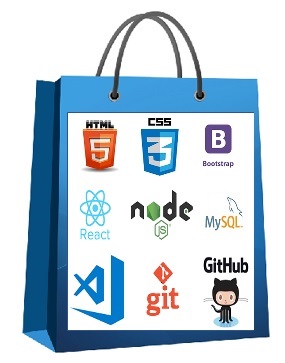 HTML CSS
5 3 B
Bootstrap
node
JS
React MySQL.
GitHub
git